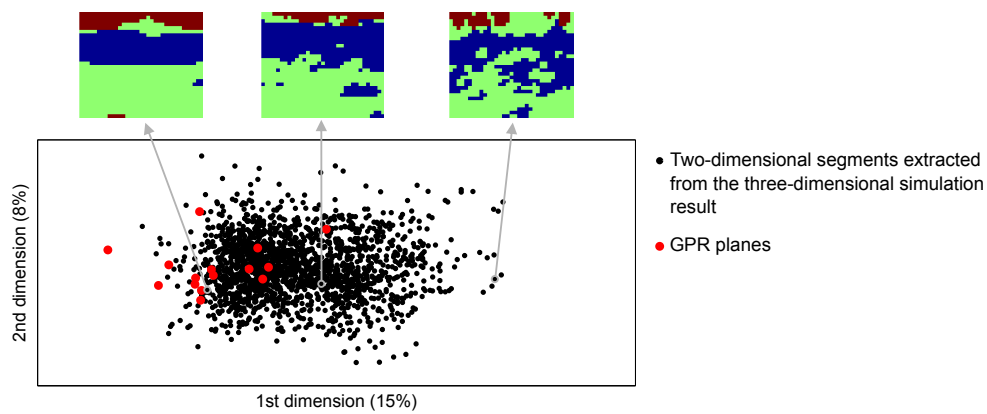 Two-dimensional segments extracted
from the three-dimensional simulation
result
GPR planes
2nd dimension (8%)
1st dimension (15%)